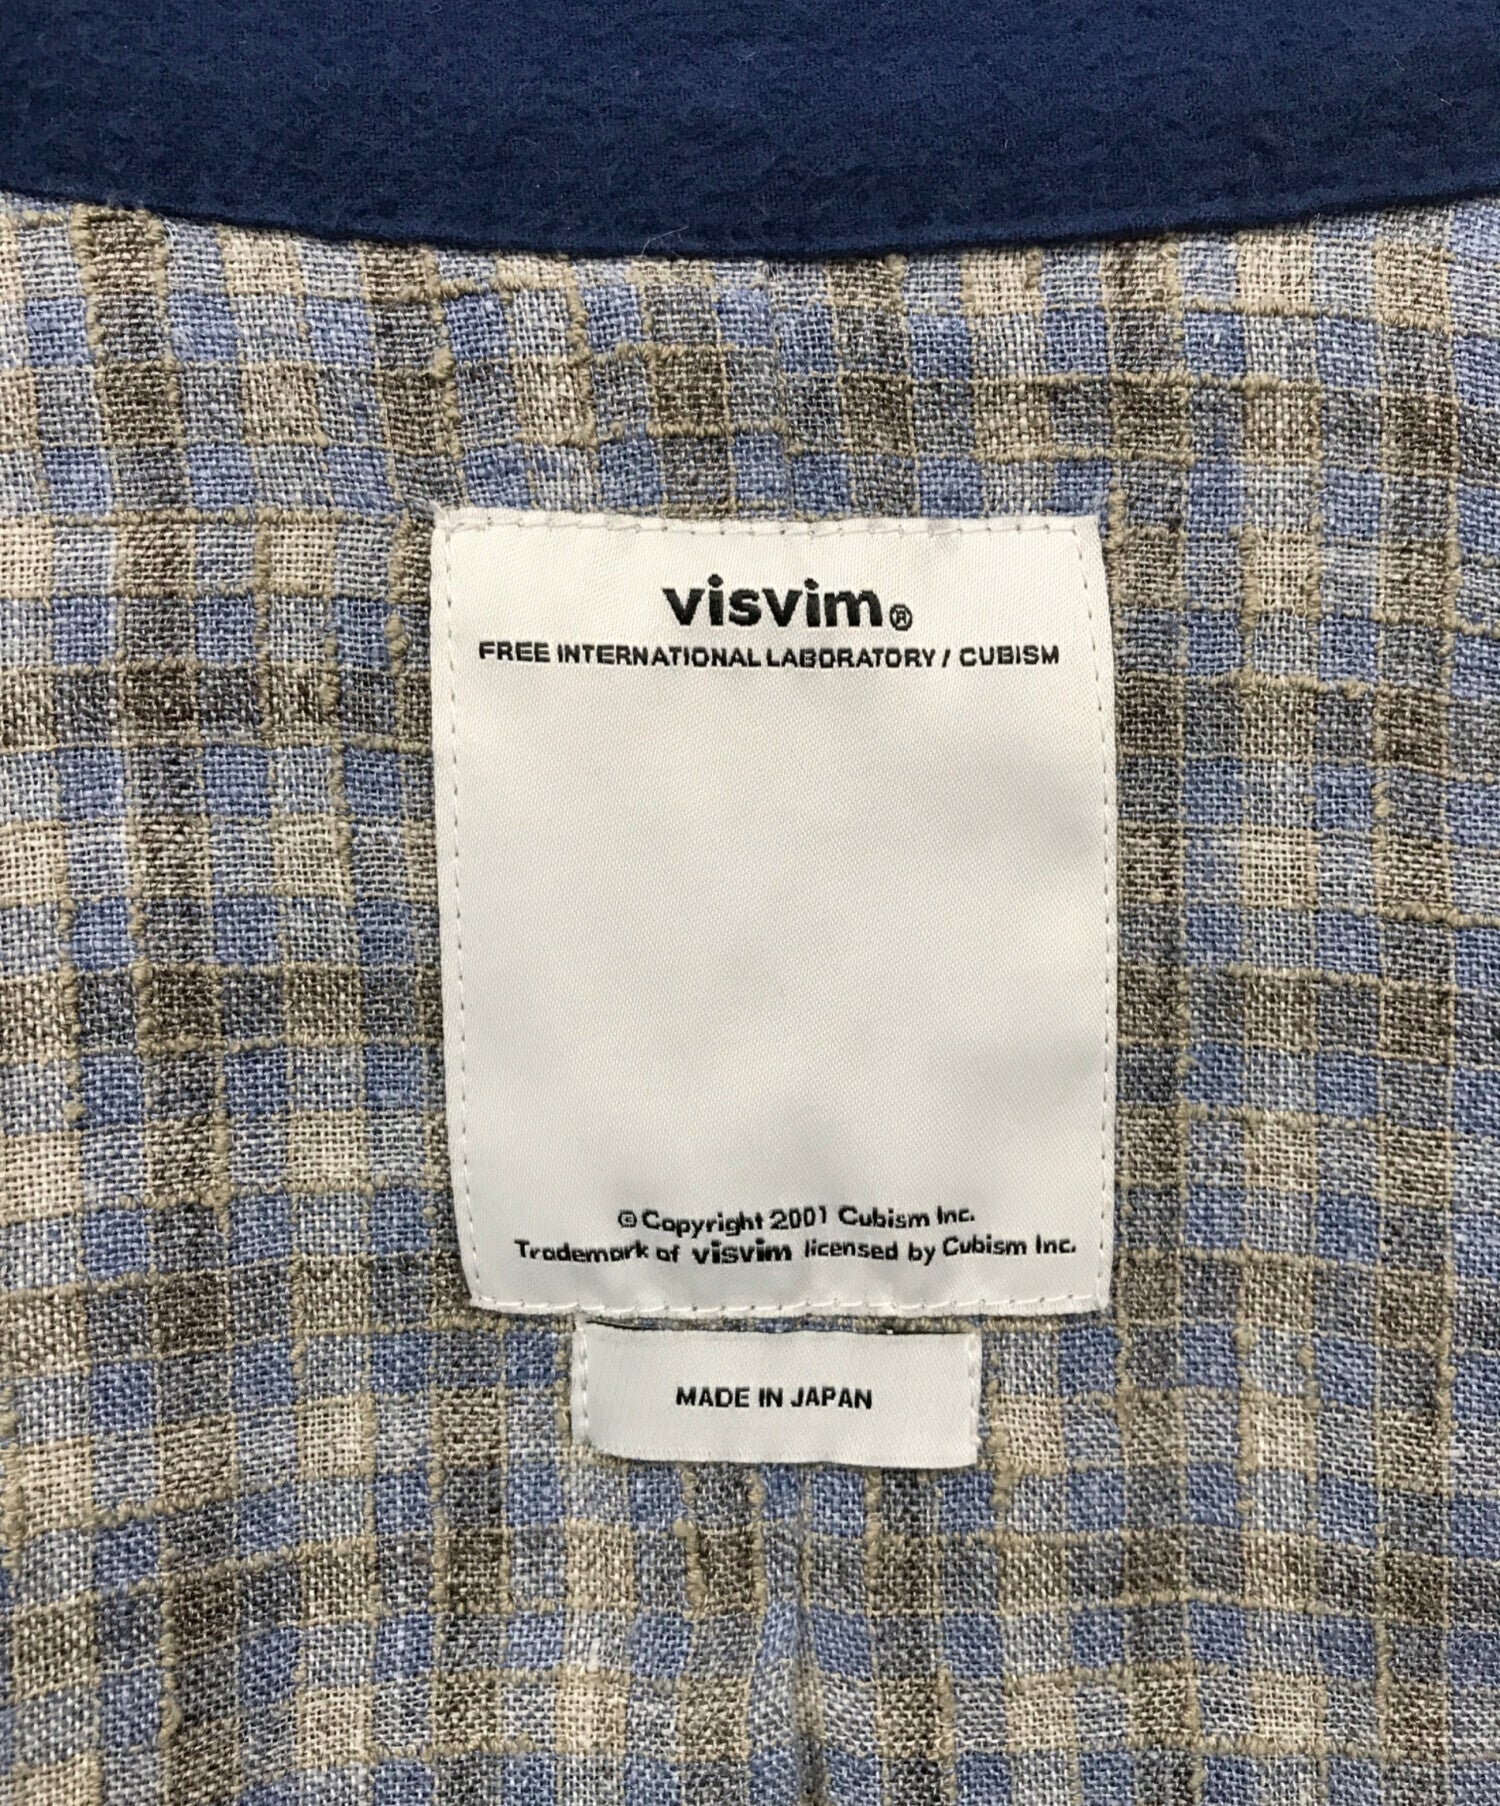 visvim®
FREE INTERNATIONAL LABORATORY / CUBISM
© Copyright 2001 Cubism Inc.
Trademark of visvim licensed by Cubism Inc.
MADE IN JAPAN